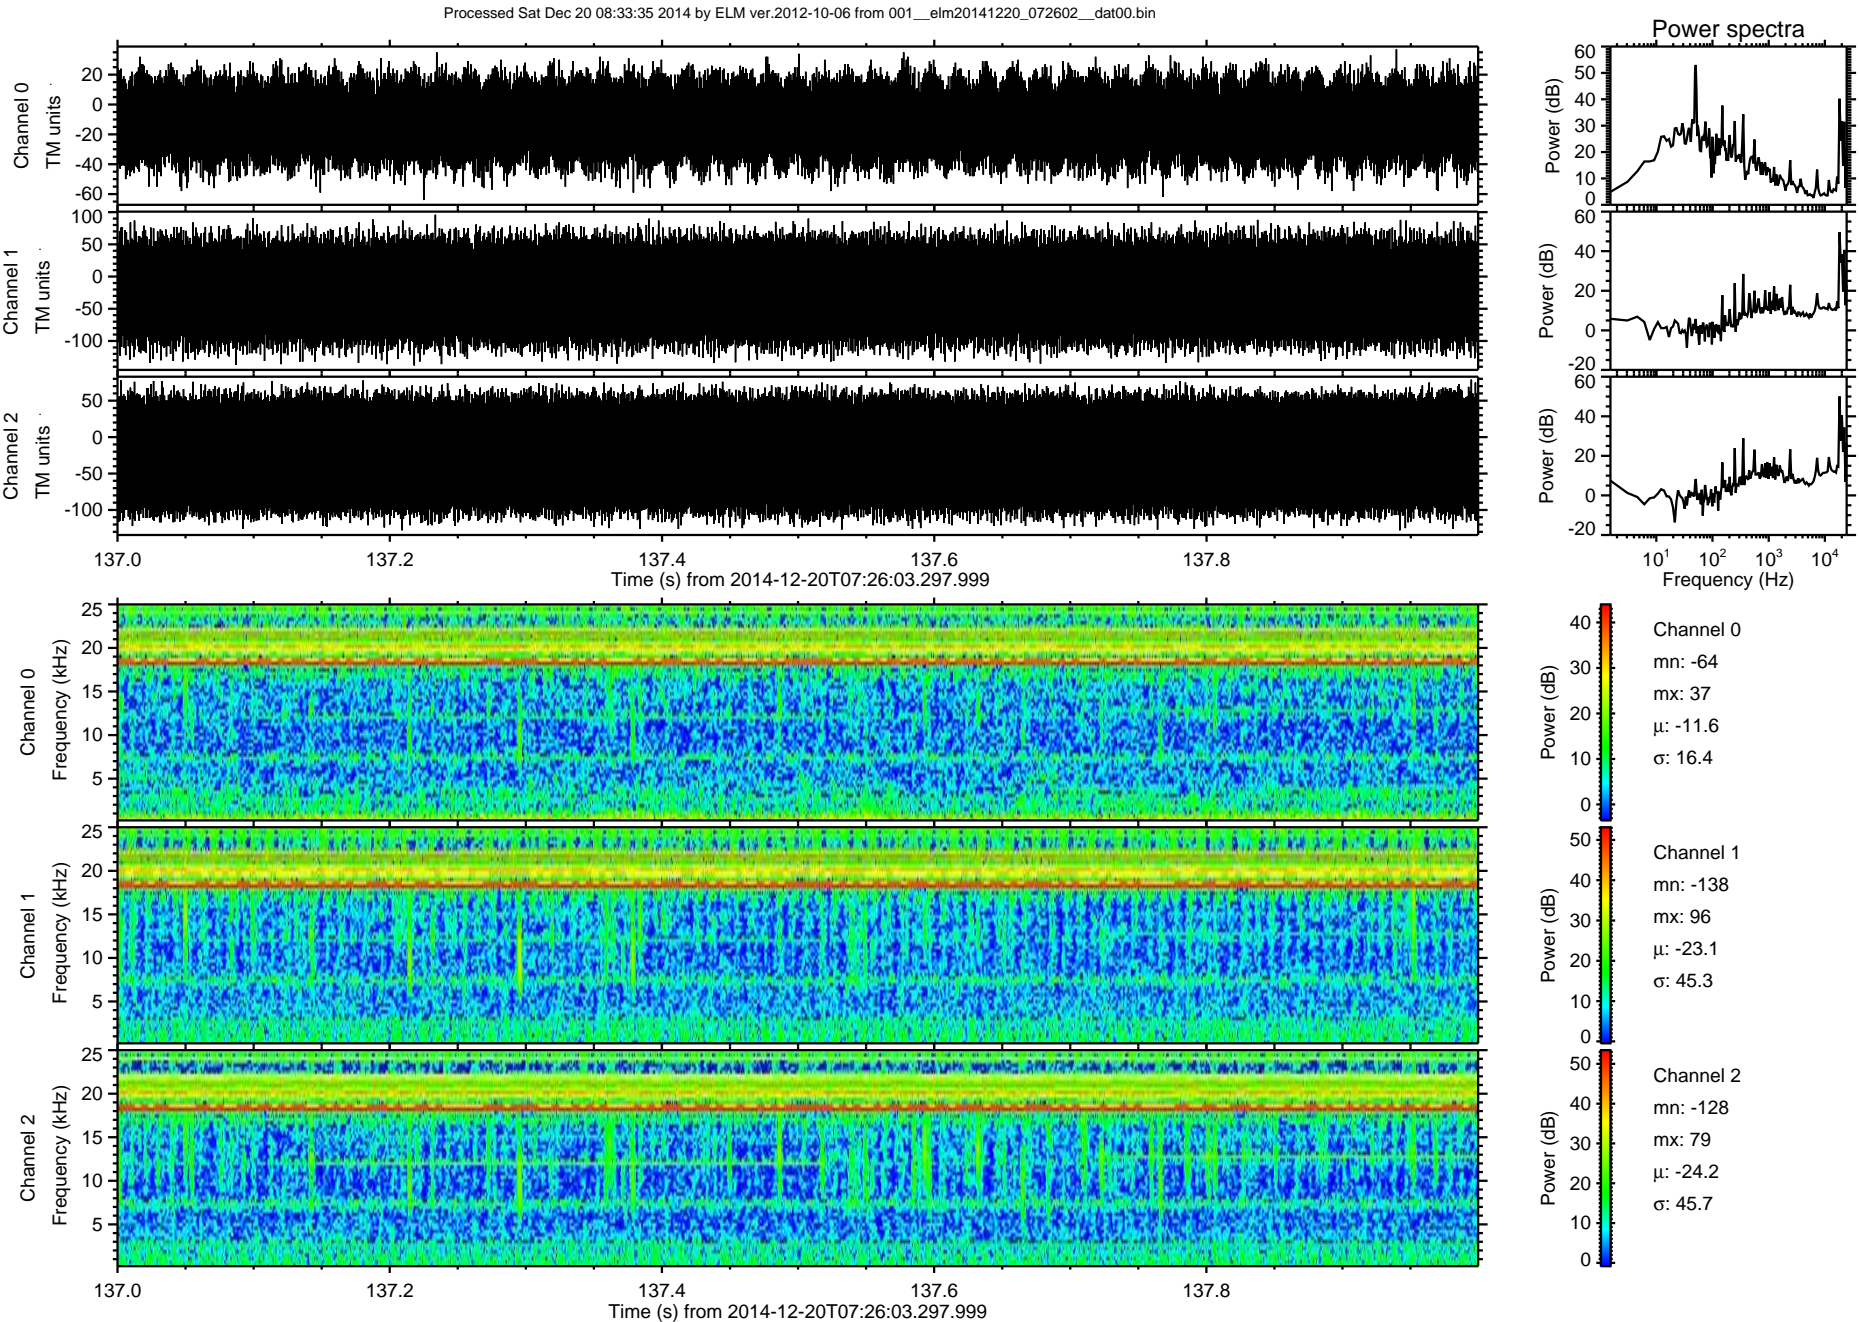 Processed Sat Dec 20 08:33:35 2014 by ELM ver.2012-10-06 from 001__elm20141220_072602__dat00.bin
Power spectra
Channel 0
TM units
20
0
-20
-40
-60
Power (dB)
60
50
40
30
20
10
0
Channel 1
TM units
100
50
0
-50
-100
Power (dB)
60
40
20
0
-20
Channel 2
TM units
50
0
-50
-100
Power (dB)
60
40
20
0
-20
137.0 137.2 137.4 137.6 137.8
Time (s) from 2014-12-20T07:26:03.297.999
10^1 10^2 10^3 10^4
Frequency (Hz)
Channel 0
Frequency (kHz)
25
20
15
10
5
Power (dB)
40
30
20
10
0
Channel 0
mn: -64
mx: 37
μ: -11.6
σ: 16.4
Channel 1
Frequency (kHz)
25
20
15
10
5
Power (dB)
50
40
30
20
10
0
Channel 1
mn: -138
mx: 96
μ: -23.1
σ: 45.3
Channel 2
Frequency (kHz)
25
20
15
10
5
Power (dB)
50
40
30
20
10
0
Channel 2
mn: -128
mx: 79
μ: -24.2
σ: 45.7
137.0 137.2 137.4 137.6 137.8
Time (s) from 2014-12-20T07:26:03.297.999